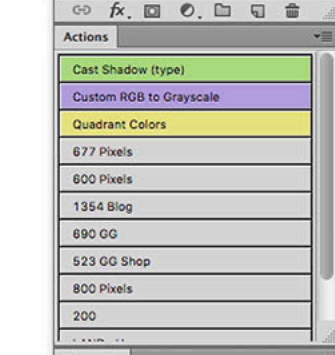 fx
Actions
Cast Shadow (type)
Custom RGB to Grayscale
Quadrant Colors
677 Pixels
600 Pixels
1354 Blog
690 GG
523 GG Shop
800 Pixels
200